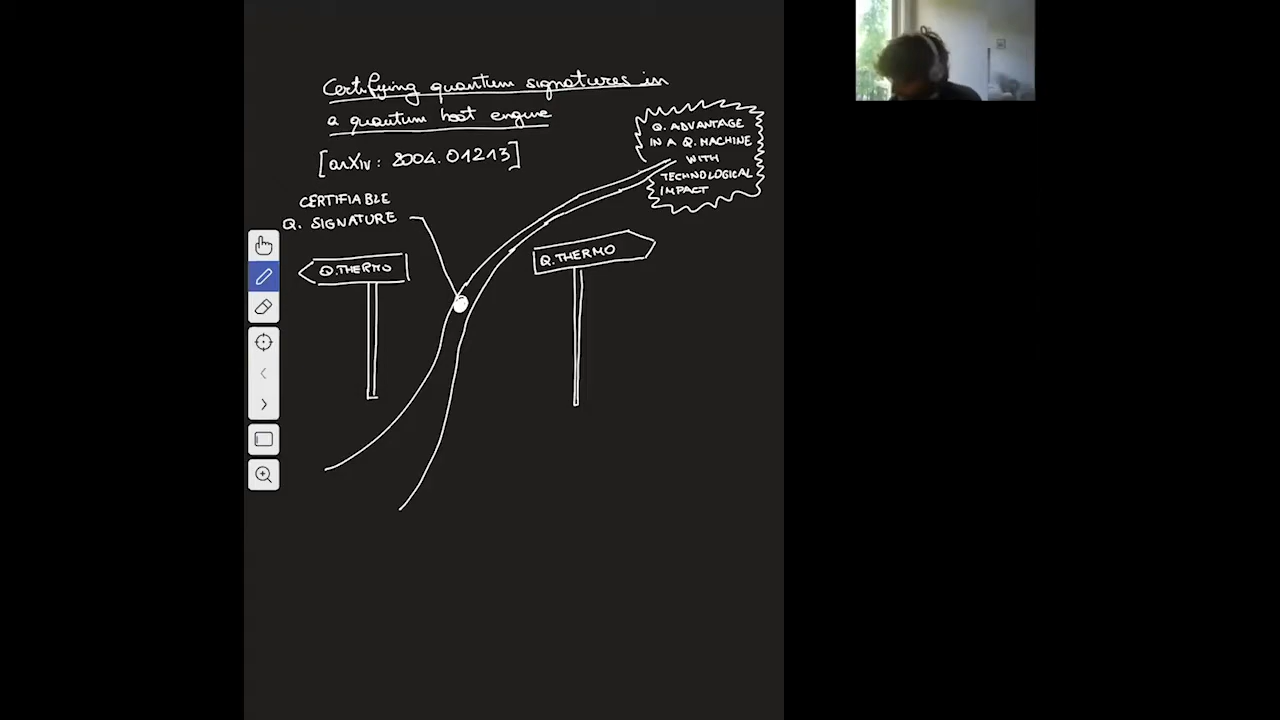 Certifying quantum signatures in
a quantum heat engine
[arXiv: 2004.01213]
Q. ADVANTAGE
IN A Q. MACHINE
WITH
TECHNOLOGICAL
IMPACT
CERTIFIABLE
Q. SIGNATURE
Q.THERMO
Q.THERMO